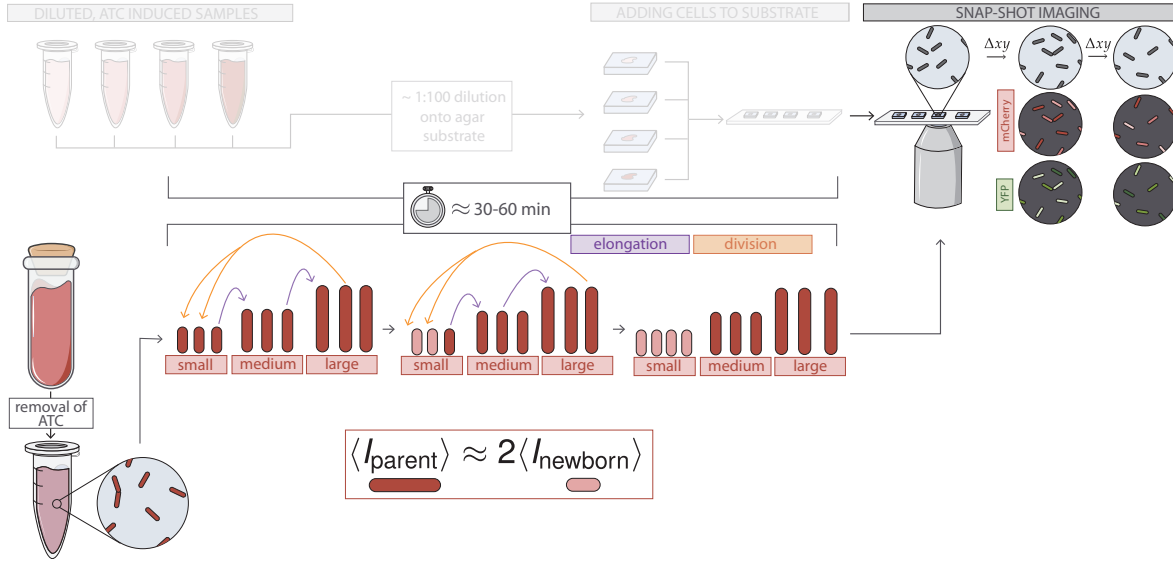 DILUTED, ATC INDUCED SAMPLES
ADDING CELLS TO SUBSTRATE
SNAP-SHOT IMAGING
Δxy
Δxy
~ 1:100 dilution
onto agar
substrate
mCherry
YFP
≈ 30-60 min
elongation
division
small
medium
large
small
medium
large
small
medium
large
removal of
ATC
⟨I_parent⟩ ≈ 2⟨I_newborn⟩